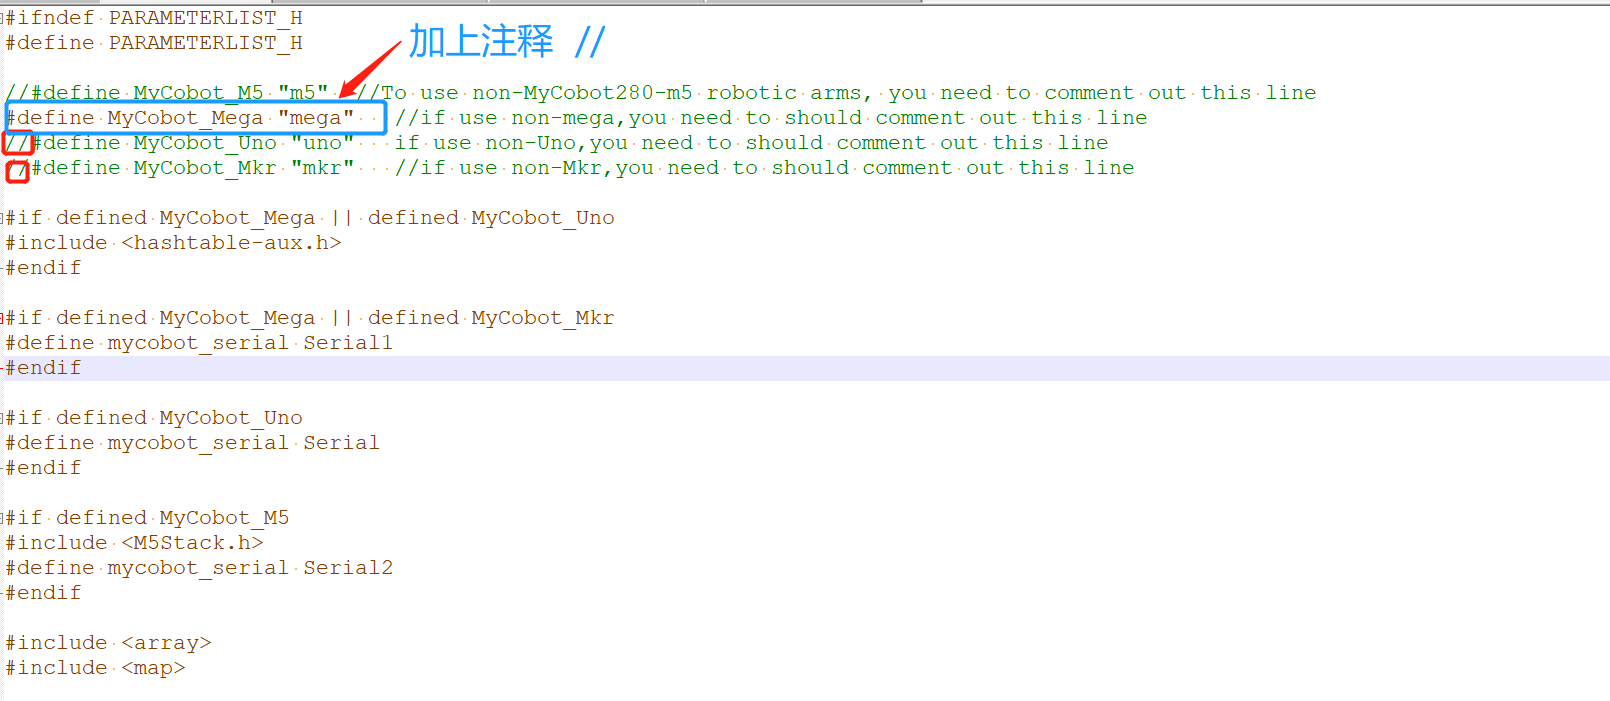 #ifndef PARAMETERLIST_H
#define PARAMETERLIST_H
加上注释 //
//#define MyCobot_M5 "m5" //To use non-MyCobot280-m5 robotic arms, you need to comment out this line
#define MyCobot_Mega "mega" //if use non-mega,you need to should comment out this line
//#define MyCobot_Uno "uno" if use non-Uno,you need to should comment out this line
//#define MyCobot_Mkr "mkr" //if use non-Mkr,you need to should comment out this line
#if defined MyCobot_Mega || defined MyCobot_Uno
#include <hashtable-aux.h>
#endif
#if defined MyCobot_Mega || defined MyCobot_Mkr
#define mycobot_serial Serial1
#endif
#if defined MyCobot_Uno
#define mycobot_serial Serial
#endif
#if defined MyCobot_M5
#include <M5Stack.h>
#define mycobot_serial Serial2
#endif
#include <array>
#include <map>